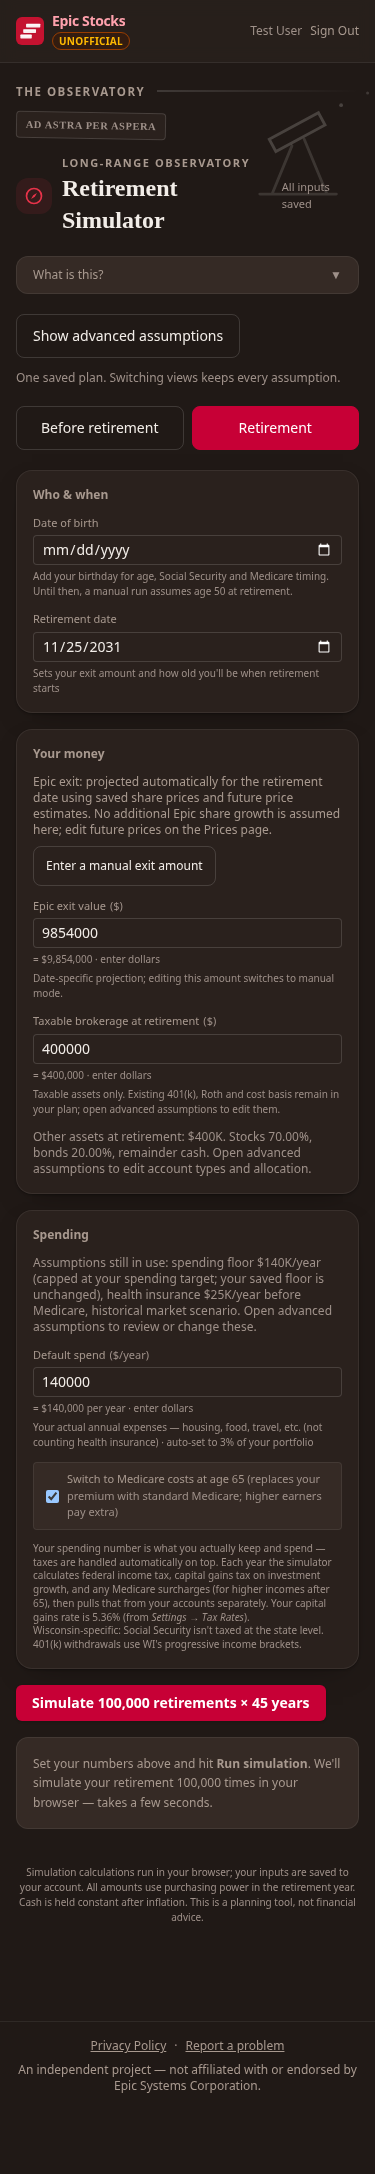 Epic Stocks
UNOFFICIAL
Test User Sign Out
THE OBSERVATORY
AD ASTRA PER ASPERA
LONG-RANGE OBSERVATORY
Retirement
Simulator
All inputs
saved
What is this? ▼
Show advanced assumptions
One saved plan. Switching views keeps every assumption.
Before retirement
Retirement
Who & when
Date of birth
mm/dd/yyyy
Add your birthday for age, Social Security and Medicare timing.
Until then, a manual run assumes age 50 at retirement.
Retirement date
11/25/2031
Sets your exit amount and how old you'll be when retirement
starts
Your money
Epic exit: projected automatically for the retirement
date using saved share prices and future price
estimates. No additional Epic share growth is assumed
here; edit future prices on the Prices page.
Enter a manual exit amount
Epic exit value ($)
9854000
= $9,854,000 · enter dollars
Date-specific projection; editing this amount switches to manual
mode.
Taxable brokerage at retirement ($)
400000
= $400,000 · enter dollars
Taxable assets only. Existing 401(k), Roth and cost basis remain in
your plan; open advanced assumptions to edit them.
Other assets at retirement: $400K. Stocks 70.00%,
bonds 20.00%, remainder cash. Open advanced
assumptions to edit account types and allocation.
Spending
Assumptions still in use: spending floor $140K/year
(capped at your spending target; your saved floor is
unchanged), health insurance $25K/year before
Medicare, historical market scenario. Open advanced
assumptions to review or change these.
Default spend ($/year)
140000
= $140,000 per year · enter dollars
Your actual annual expenses — housing, food, travel, etc. (not
counting health insurance) · auto-set to 3% of your portfolio
Switch to Medicare costs at age 65 (replaces your
premium with standard Medicare; higher earners
pay extra)
Your spending number is what you actually keep and spend —
taxes are handled automatically on top. Each year the simulator
calculates federal income tax, capital gains tax on investment
growth, and any Medicare surcharges (for higher incomes after
65), then pulls that from your accounts separately. Your capital
gains rate is 5.36% (from Settings → Tax Rates).
Wisconsin-specific: Social Security isn't taxed at the state level.
401(k) withdrawals use WI's progressive income brackets.
Simulate 100,000 retirements × 45 years
Set your numbers above and hit Run simulation. We'll
simulate your retirement 100,000 times in your
browser — takes a few seconds.
Simulation calculations run in your browser; your inputs are saved to
your account. All amounts use purchasing power in the retirement year.
Cash is held constant after inflation. This is a planning tool, not financial
advice.
Privacy Policy · Report a problem
An independent project — not affiliated with or endorsed by
Epic Systems Corporation.